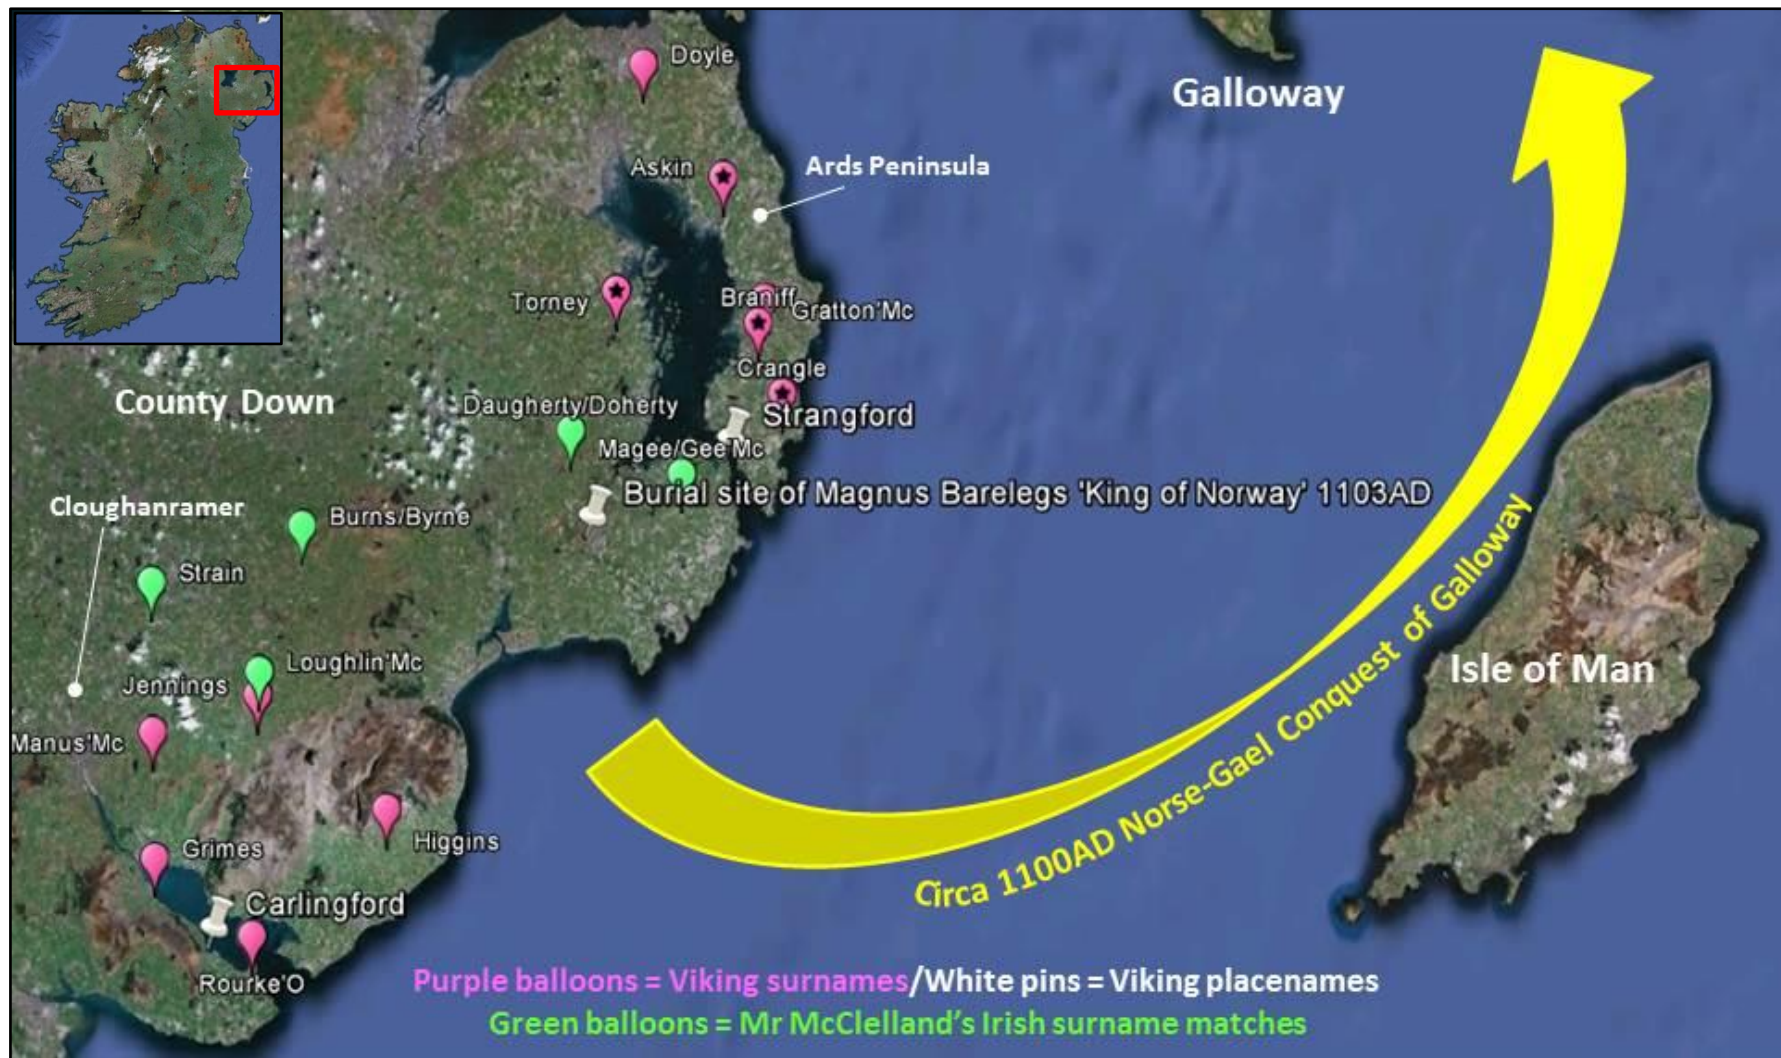 Doyle
Galloway
Askin
Ards Peninsula
Torney
Braniff
Gratton'Mc
Crangle
County Down
Daugherty/Doherty
Strangford
Magee/Gee Mc
Burial site of Magnus Barelegs 'King of Norway' 1103AD
Cloughanramer
Burns/Byrne
Strain
Loughlin'Mc
Jennings
Isle of Man
Manus'Mc
Higgins
Grimes
Carlingford
Circa 1100AD Norse-Gael Conquest of Galloway
Rourke'O
Purple balloons = Viking surnames/White pins = Viking placenames
Green balloons = Mr McClelland's Irish surname matches